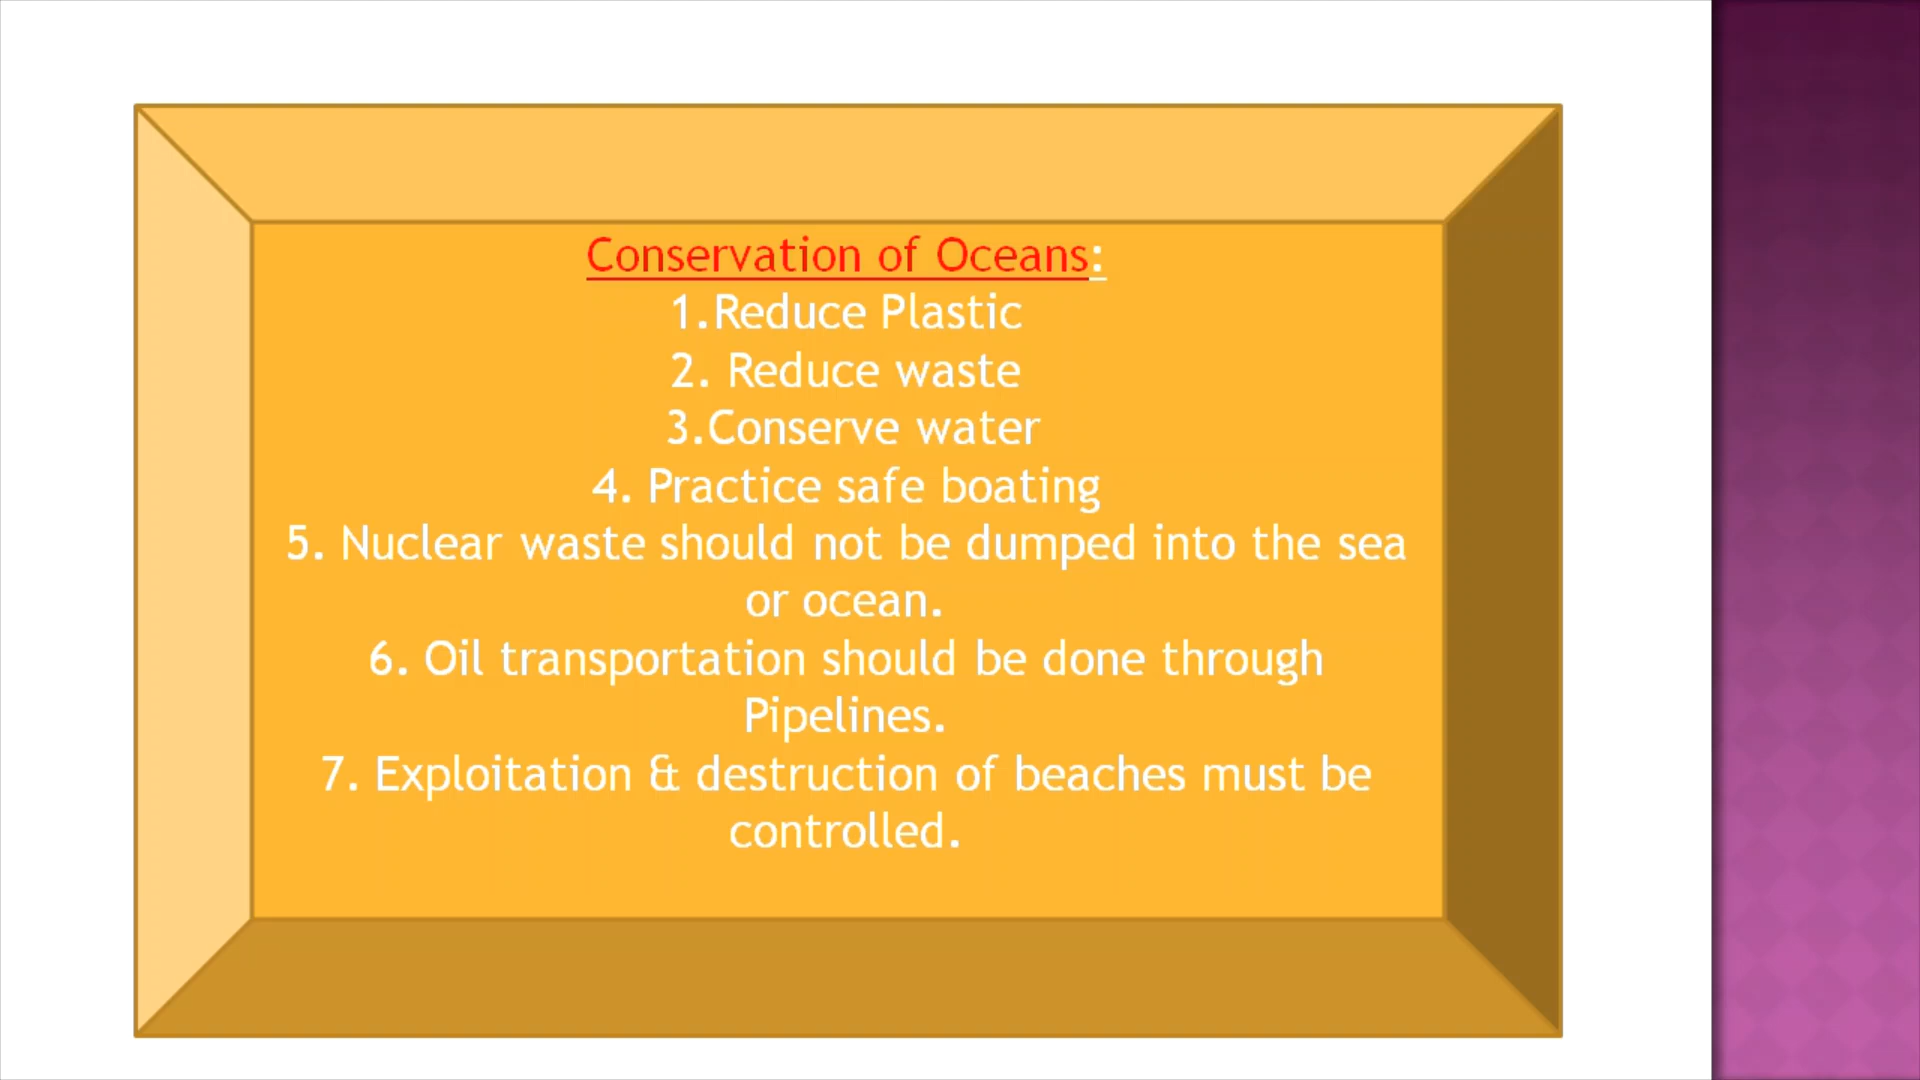 Conservation of Oceans:
1.Reduce Plastic
2. Reduce waste
3.Conserve water
4. Practice safe boating
5. Nuclear waste should not be dumped into the sea
or ocean.
6. Oil transportation should be done through
Pipelines.
7. Exploitation & destruction of beaches must be
controlled.